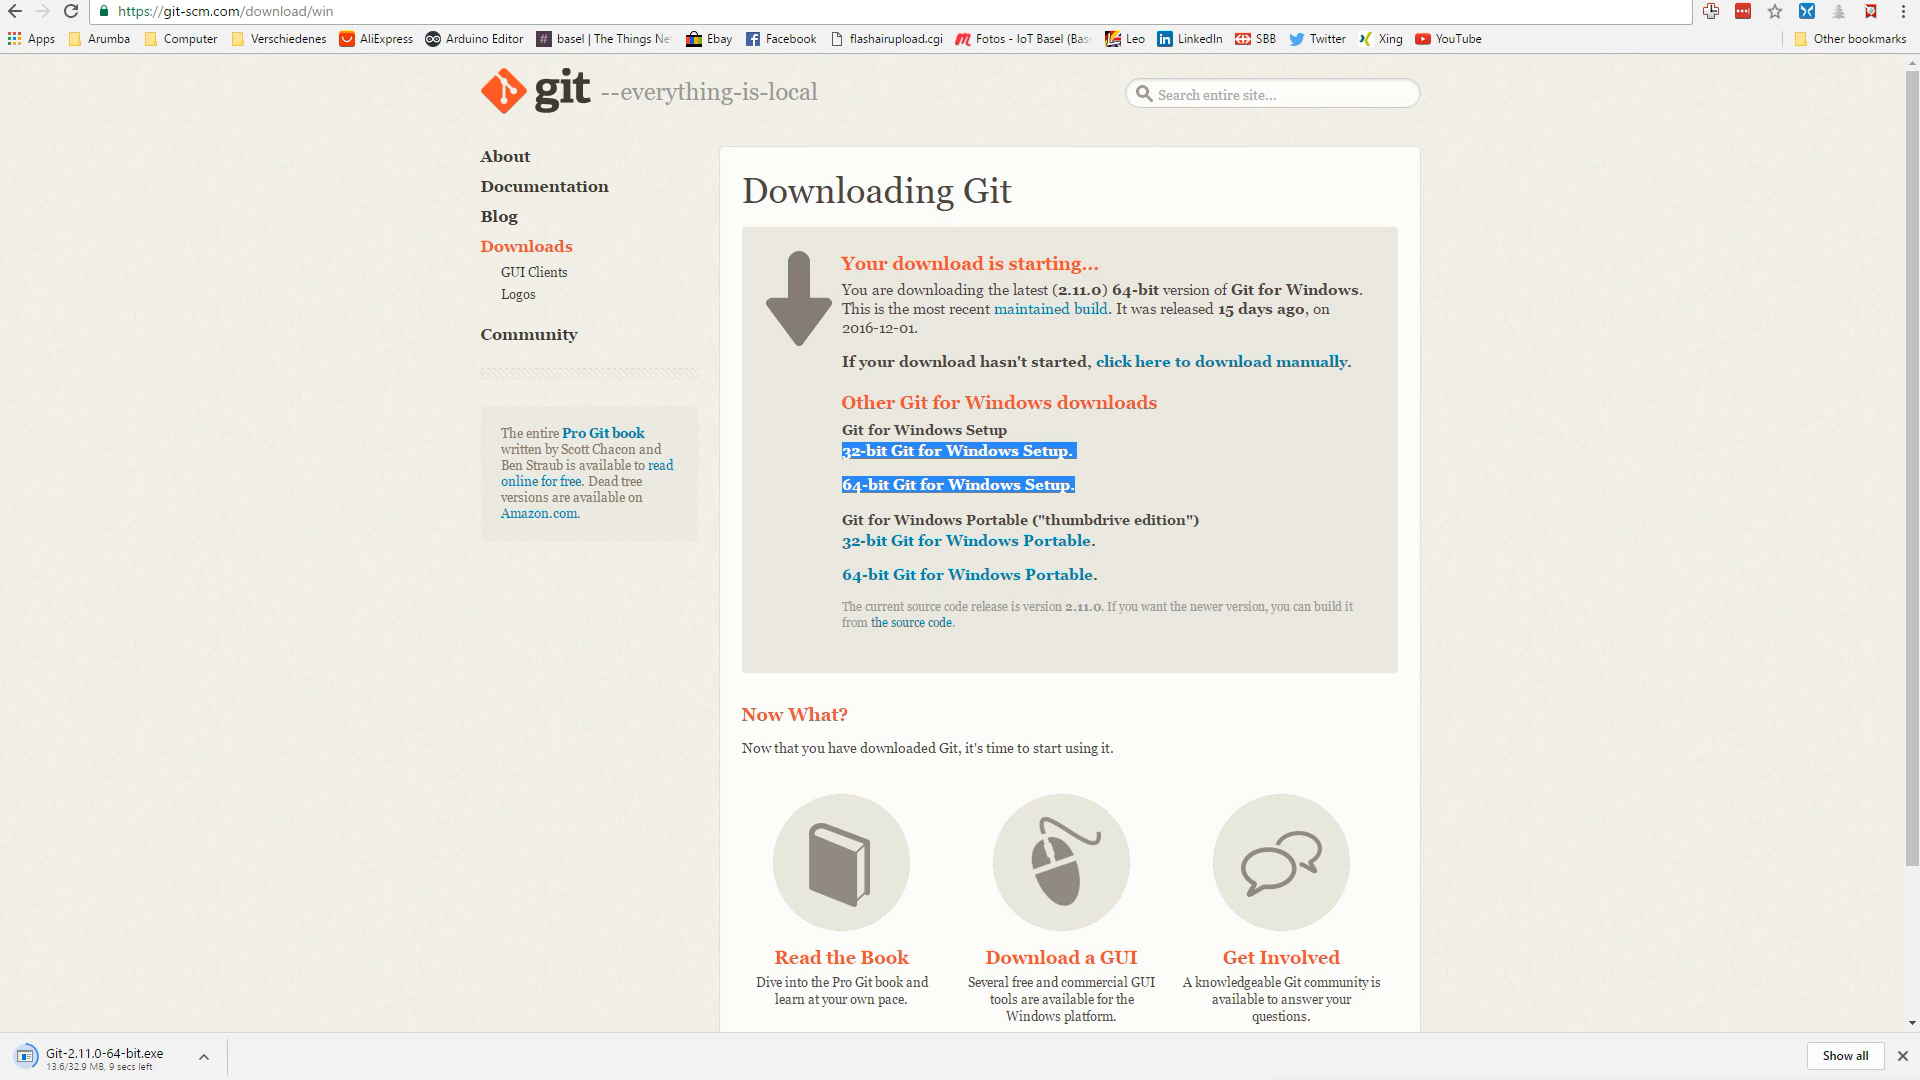 https://git-scm.com/download/win
Apps Arumba Computer Verschiedenes AliExpress Arduino Editor # basel | The Things Ne Ebay Facebook flashairupload.cgi Fotos - IoT Basel (Bas Leo LinkedIn SBB Twitter Xing YouTube Other bookmarks
git --everything-is-local
Search entire site...
About
Documentation
Blog
Downloads
GUI Clients
Logos
Community
The entire Pro Git book
written by Scott Chacon and
Ben Straub is available to read
online for free. Dead tree
versions are available on
Amazon.com.
Downloading Git
Your download is starting...
You are downloading the latest (2.11.0) 64-bit version of Git for Windows.
This is the most recent maintained build. It was released 15 days ago, on
2016-12-01.
If your download hasn't started, click here to download manually.
Other Git for Windows downloads
Git for Windows Setup
32-bit Git for Windows Setup.
64-bit Git for Windows Setup.
Git for Windows Portable ("thumbdrive edition")
32-bit Git for Windows Portable.
64-bit Git for Windows Portable.
The current source code release is version 2.11.0. If you want the newer version, you can build it
from the source code.
Now What?
Now that you have downloaded Git, it's time to start using it.
Read the Book
Dive into the Pro Git book and
learn at your own pace.
Download a GUI
Several free and commercial GUI
tools are available for the
Windows platform.
Get Involved
A knowledgeable Git community is
available to answer your
questions.
Git-2.11.0-64-bit.exe
13.6/32.9 MB, 9 secs left
Show all